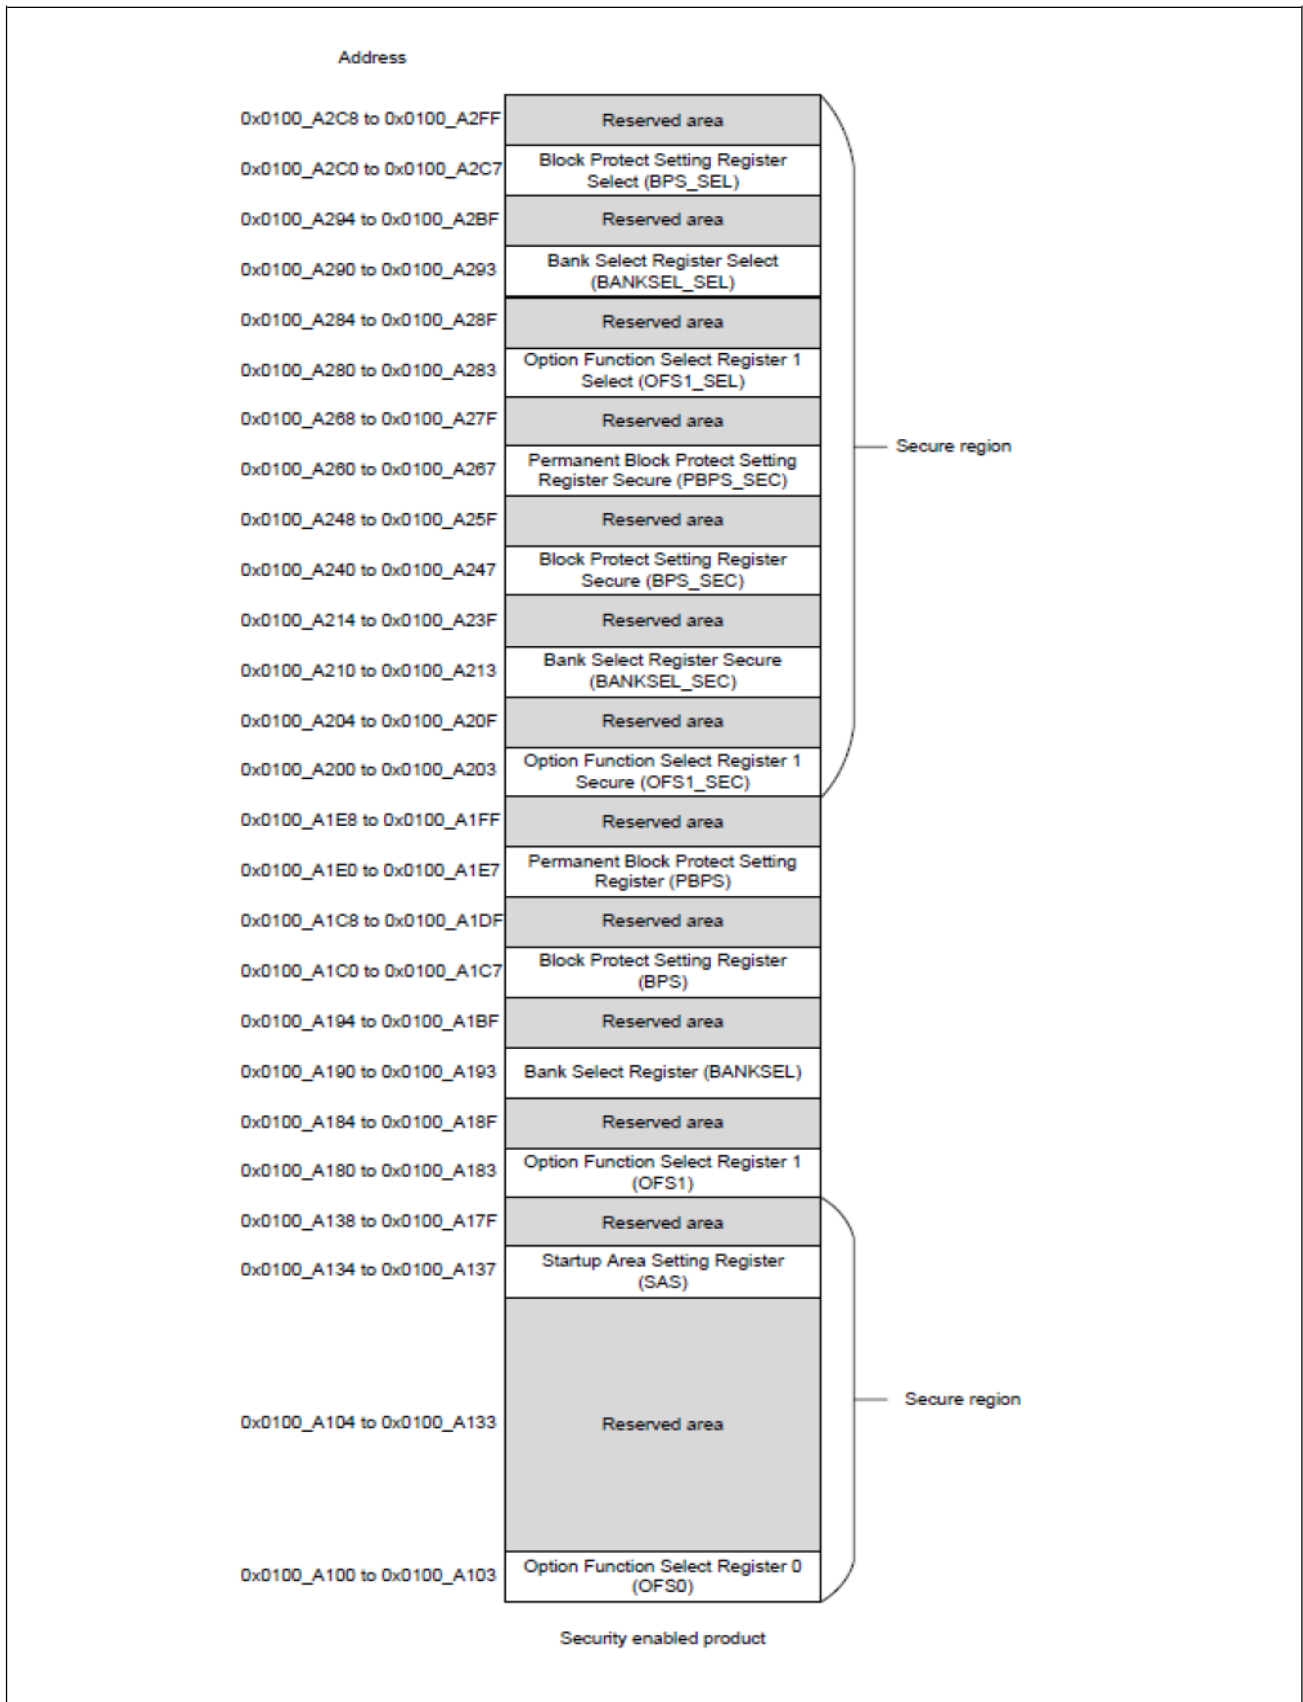 Address
0x0100_A2C8 to 0x0100_A2FF
Reserved area
0x0100_A2C0 to 0x0100_A2C7
Block Protect Setting Register
Select (BPS_SEL)
0x0100_A294 to 0x0100_A2BF
Reserved area
0x0100_A290 to 0x0100_A293
Bank Select Register Select
(BANKSEL_SEL)
0x0100_A284 to 0x0100_A28F
Reserved area
0x0100_A280 to 0x0100_A283
Option Function Select Register 1
Select (OFS1_SEL)
0x0100_A268 to 0x0100_A27F
Reserved area
Secure region
0x0100_A260 to 0x0100_A267
Permanent Block Protect Setting
Register Secure (PBPS_SEC)
0x0100_A248 to 0x0100_A25F
Reserved area
0x0100_A240 to 0x0100_A247
Block Protect Setting Register
Secure (BPS_SEC)
0x0100_A214 to 0x0100_A23F
Reserved area
0x0100_A210 to 0x0100_A213
Bank Select Register Secure
(BANKSEL_SEC)
0x0100_A204 to 0x0100_A20F
Reserved area
0x0100_A200 to 0x0100_A203
Option Function Select Register 1
Secure (OFS1_SEC)
0x0100_A1E8 to 0x0100_A1FF
Reserved area
0x0100_A1E0 to 0x0100_A1E7
Permanent Block Protect Setting
Register (PBPS)
0x0100_A1C8 to 0x0100_A1DF
Reserved area
0x0100_A1C0 to 0x0100_A1C7
Block Protect Setting Register
(BPS)
0x0100_A194 to 0x0100_A1BF
Reserved area
0x0100_A190 to 0x0100_A193
Bank Select Register (BANKSEL)
0x0100_A184 to 0x0100_A18F
Reserved area
0x0100_A180 to 0x0100_A183
Option Function Select Register 1
(OFS1)
0x0100_A138 to 0x0100_A17F
Reserved area
0x0100_A134 to 0x0100_A137
Startup Area Setting Register
(SAS)
Secure region
0x0100_A104 to 0x0100_A133
Reserved area
0x0100_A100 to 0x0100_A103
Option Function Select Register 0
(OFS0)
Security enabled product